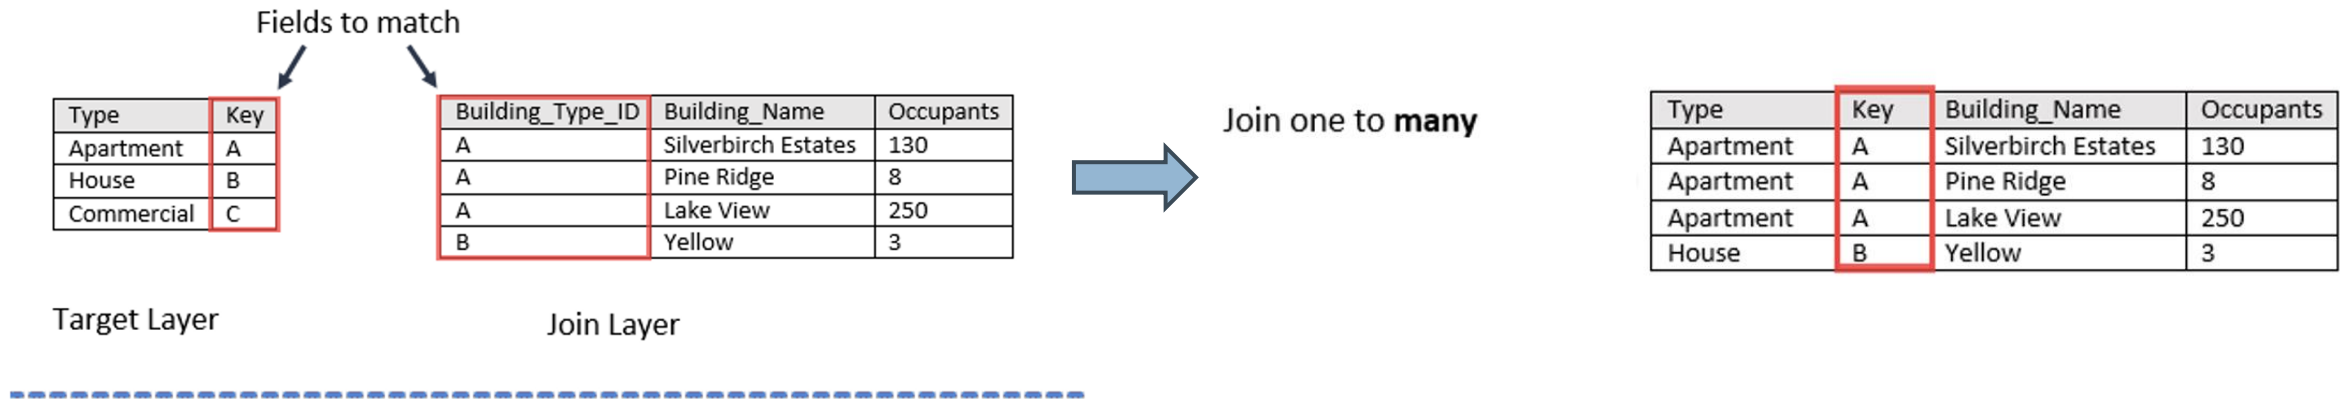 Fields to match
Type Key
Apartment A
House B
Commercial C
Target Layer
Building_Type_ID Building_Name Occupants
A Silverbirch Estates 130
A Pine Ridge 8
A Lake View 250
B Yellow 3
Join Layer
Join one to many
Type Key Building_Name Occupants
Apartment A Silverbirch Estates 130
Apartment A Pine Ridge 8
Apartment A Lake View 250
House B Yellow 3